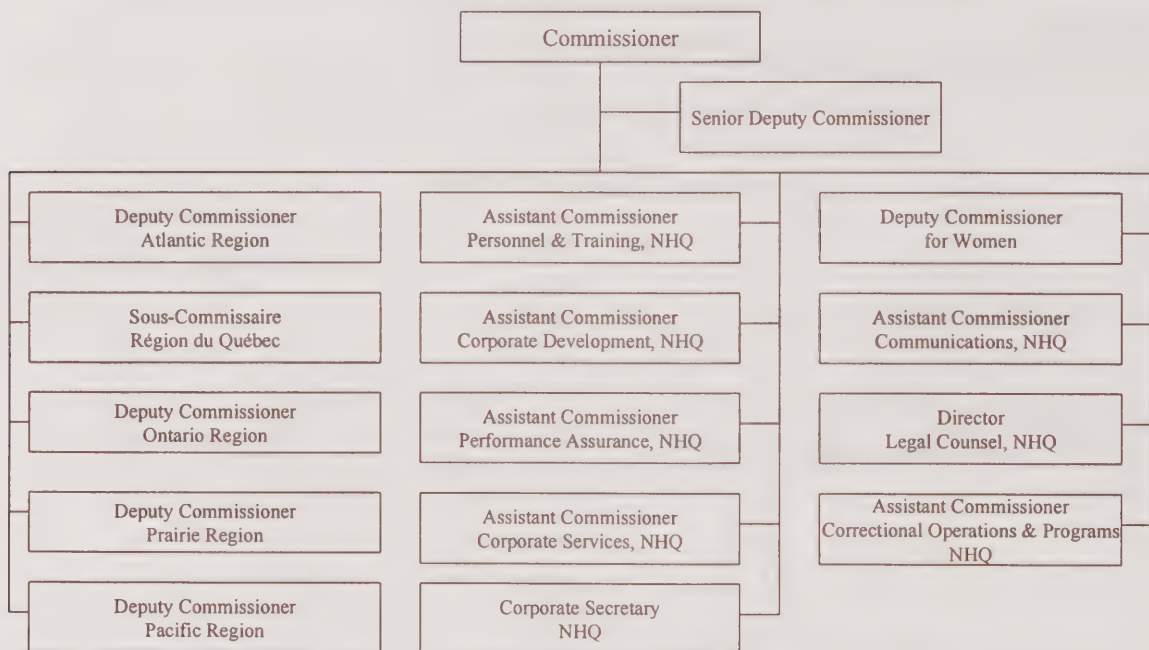 Commissioner
Senior Deputy Commissioner
Deputy Commissioner
Atlantic Region
Sous-Commissaire
Région du Québec
Deputy Commissioner
Ontario Region
Deputy Commissioner
Prairie Region
Deputy Commissioner
Pacific Region
Assistant Commissioner
Personnel & Training, NHQ
Assistant Commissioner
Corporate Development, NHQ
Assistant Commissioner
Performance Assurance, NHQ
Assistant Commissioner
Corporate Services, NHQ
Corporate Secretary
NHQ
Deputy Commissioner
for Women
Assistant Commissioner
Communications, NHQ
Director
Legal Counsel, NHQ
Assistant Commissioner
Correctional Operations & Programs
NHQ